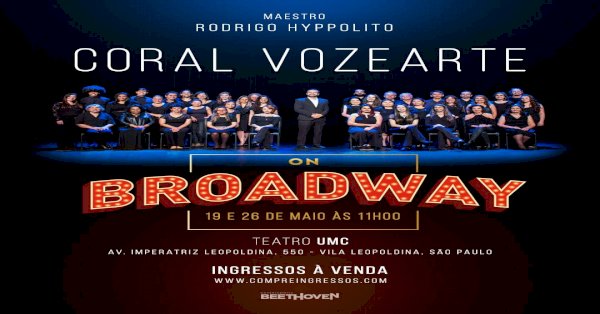 MAESTRO
RODRIGO HYPPOLITO
CORAL VOZEARTE
ON
BROADWAY
19 E 26 DE MAIO ÀS 11H00
TEATRO UMC
AV. IMPERATRIZ LEOPOLDINA, 550 - VILA LEOPOLDINA, SÃO PAULO
INGRESSOS À VENDA
WWW.COMPREINGRESSOS.COM
BEETHOVEN